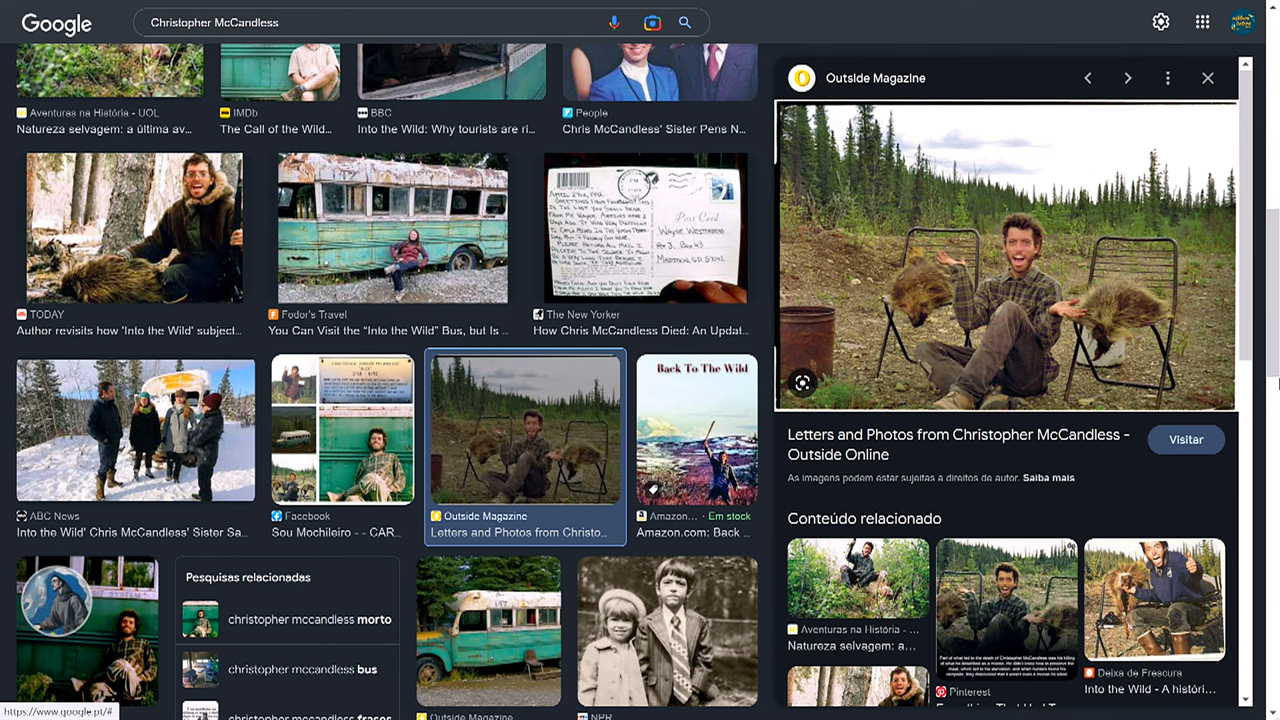 Google
Christopher McCandless
Aventuras na História - UOL
Natureza selvagem: a última av...
IMDb
The Call of the Wild...
BBC
Into the Wild: Why tourists are ri...
People
Chris McCandless' Sister Pens N...
TODAY
Author revisits how 'Into the Wild' subject...
Fodor's Travel
You Can Visit the “Into the Wild” Bus, but Is ...
Post Card
The New Yorker
How Chris McCandless Died: An Updat...
ABC News
Into the Wild' Chris McCandless' Sister Sa...
Facebook
Sou Mochileiro - - CAR...
Outside Magazine
Letters and Photos from Christo...
Back To The Wild
Amazon... · Em stock
Amazon.com: Back ...
Pesquisas relacionadas
christopher mccandless morto
christopher mccandless bus
christopher mccandless frases
Outside Magazine
NPR
https://www.google.pt/#
Outside Magazine
Letters and Photos from Christopher McCandless -
Outside Online
Visitar
As imagens podem estar sujeitas a direitos de autor. Saiba mais
Conteúdo relacionado
Aventuras na História - ...
Natureza selvagem: a...
Pinterest
Deixa de Frescura
Into the Wild - A históri...